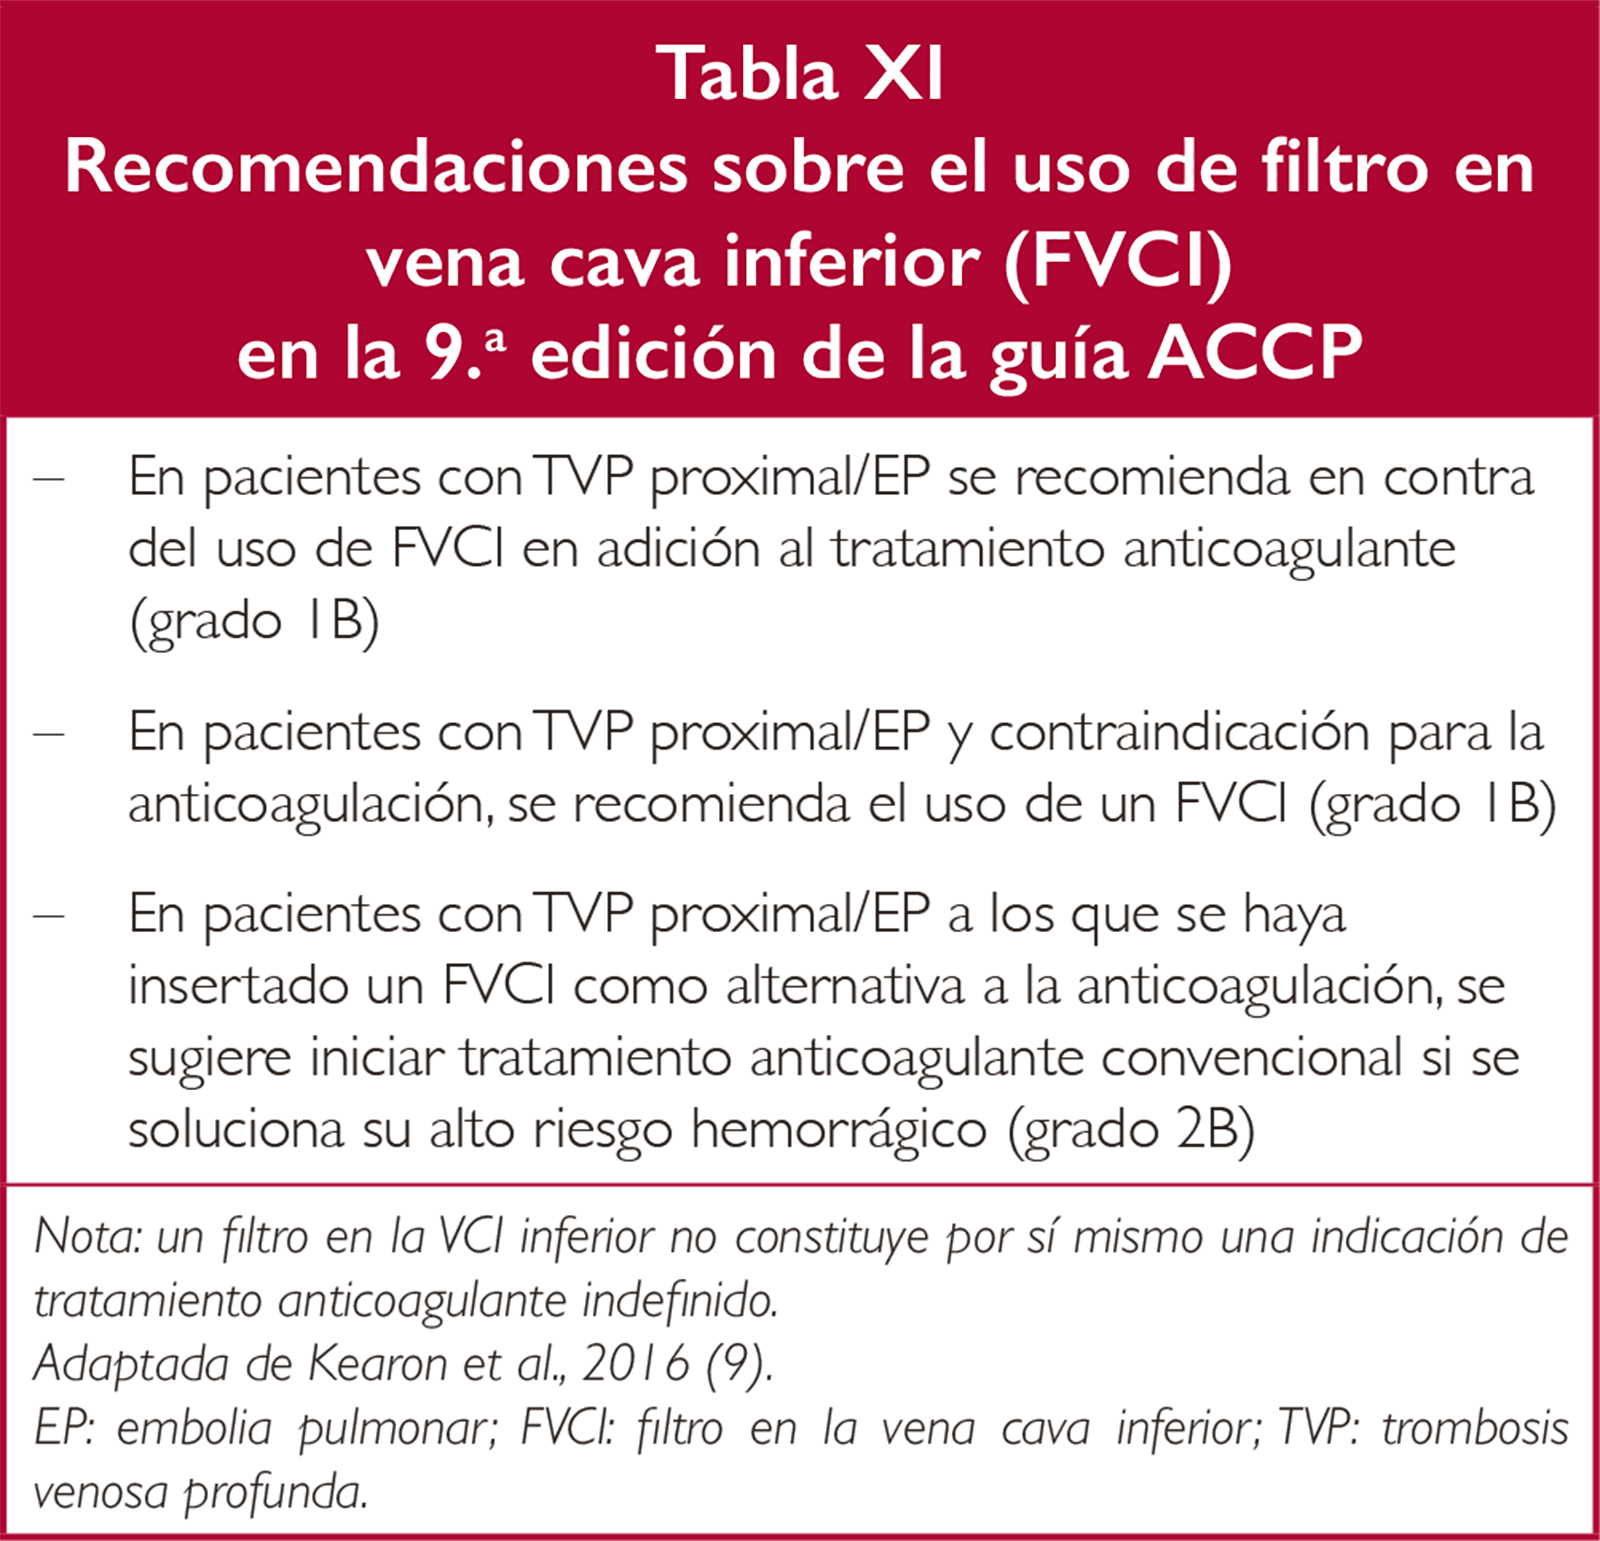 Tabla XI
Recomendaciones sobre el uso de filtro en
vena cava inferior (FVCI)
en la 9.ª edición de la guía ACCP
– En pacientes con TVP proximal/EP se recomienda en contra
del uso de FVCI en adición al tratamiento anticoagulante
(grado 1B)
– En pacientes con TVP proximal/EP y contraindicación para la
anticoagulación, se recomienda el uso de un FVCI (grado 1B)
– En pacientes con TVP proximal/EP a los que se haya
insertado un FVCI como alternativa a la anticoagulación, se
sugiere iniciar tratamiento anticoagulante convencional si se
soluciona su alto riesgo hemorrágico (grado 2B)
Nota: un filtro en la VCI inferior no constituye por sí mismo una indicación de
tratamiento anticoagulante indefinido.
Adaptada de Kearon et al., 2016 (9).
EP: embolia pulmonar; FVCI: filtro en la vena cava inferior; TVP: trombosis
venosa profunda.